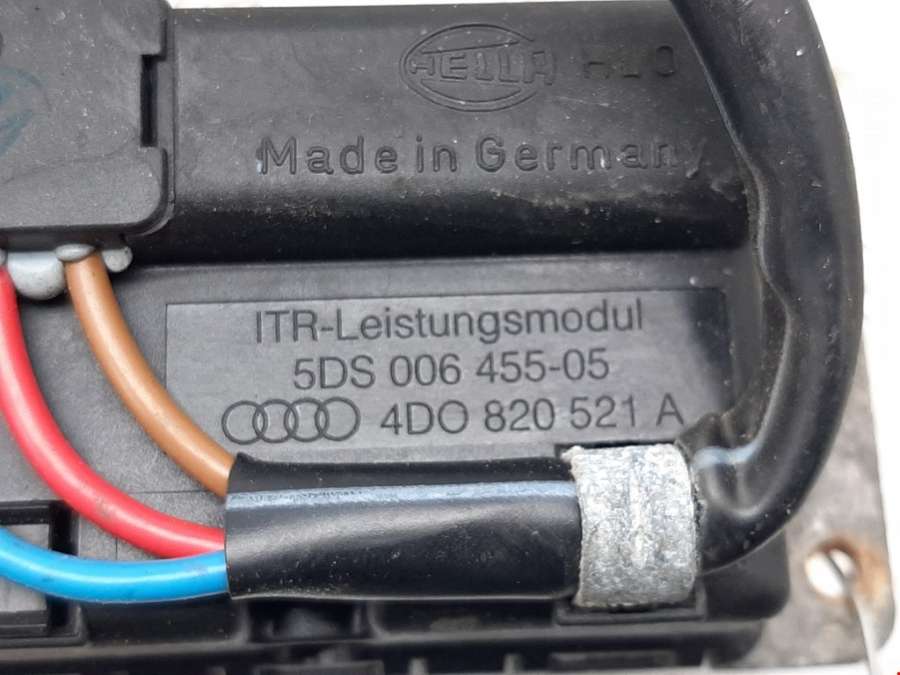 HELLA
Made in Germany
ITR-Leistungsmodul
5DS 006 455-05
4DO 820 521 A